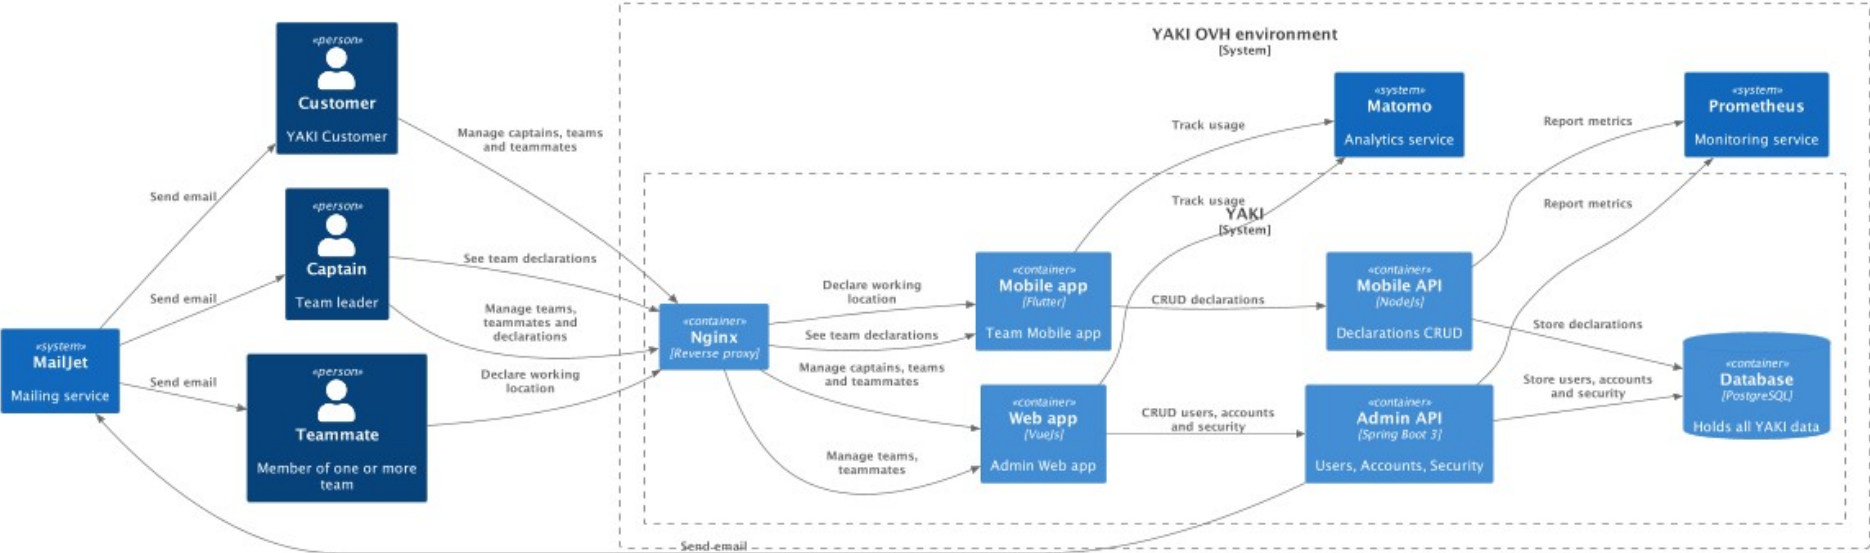 YAKI OVH environment
[System]
«person»
Customer
YAKI Customer
«person»
Captain
Team leader
«person»
Teammate
Member of one or more
team
«system»
MailJet
Mailing service
Send email
Send email
Send email
Send email
Manage captains, teams
and teammates
See team declarations
Manage teams,
teammates and
declarations
Declare working
location
«system»
Matomo
Analytics service
«system»
Prometheus
Monitoring service
Track usage
Track usage
Report metrics
Report metrics
YAKI
[System]
«container»
Nginx
[Reverse proxy]
Declare working
location
See team declarations
Manage captains, teams
and teammates
Manage teams,
teammates
«container»
Mobile app
[Flutter]
Team Mobile app
«container»
Web app
[VueJs]
Admin Web app
CRUD declarations
CRUD users, accounts
and security
«container»
Mobile API
[NodeJs]
Declarations CRUD
«container»
Admin API
[Spring Boot 3]
Users, Accounts, Security
Store declarations
Store users, accounts
and security
«container»
Database
[PostgreSQL]
Holds all YAKI data